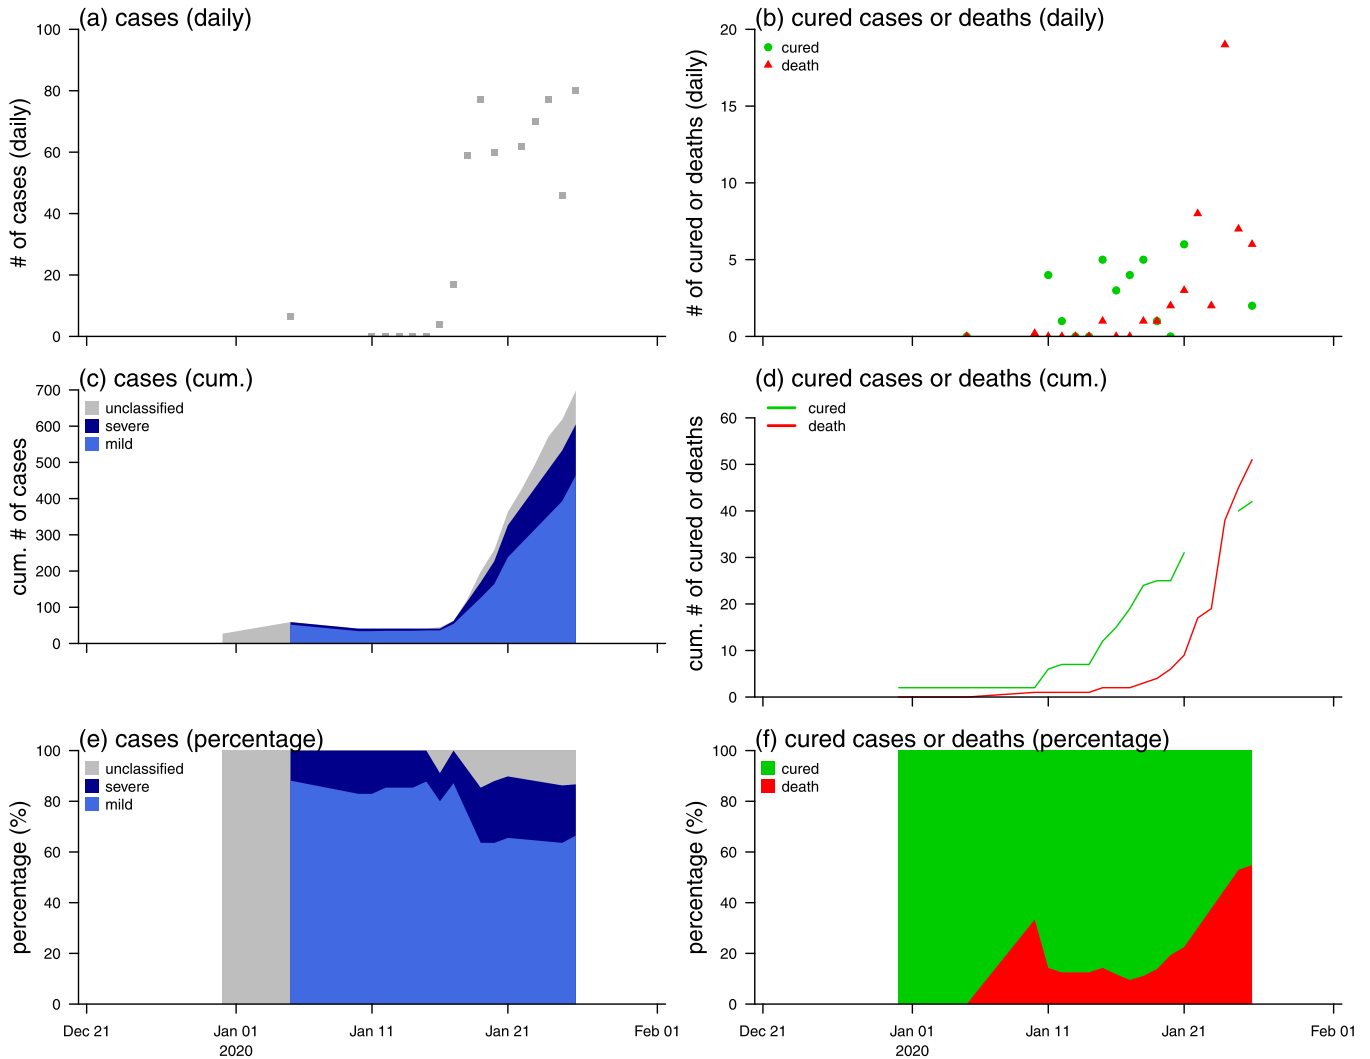 (a) cases (daily)
# of cases (daily)
100
80
60
40
20
0
(b) cured cases or deaths (daily)
# of cured or deaths (daily)
20
15
10
5
0
cured
death
(c) cases (cum.)
cum. # of cases
700
600
500
400
300
200
100
0
unclassified
severe
mild
(d) cured cases or deaths (cum.)
cum. # of cured or deaths
60
50
40
30
20
10
0
cured
death
(e) cases (percentage)
percentage (%)
100
80
60
40
20
0
unclassified
severe
mild
Dec 21 Jan 01 Jan 11 Jan 21 Feb 01
2020
(f) cured cases or deaths (percentage)
percentage (%)
100
80
60
40
20
0
cured
death
Dec 21 Jan 01 Jan 11 Jan 21 Feb 01
2020